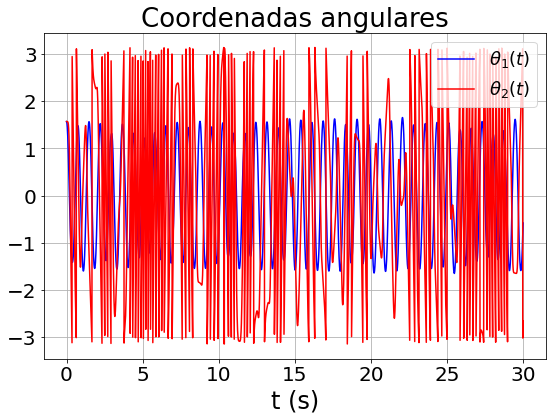 Coordenadas angulares
θ₁(t)
θ₂(t)
3
2
1
0
−1
−2
−3
0 5 10 15 20 25 30
t (s)